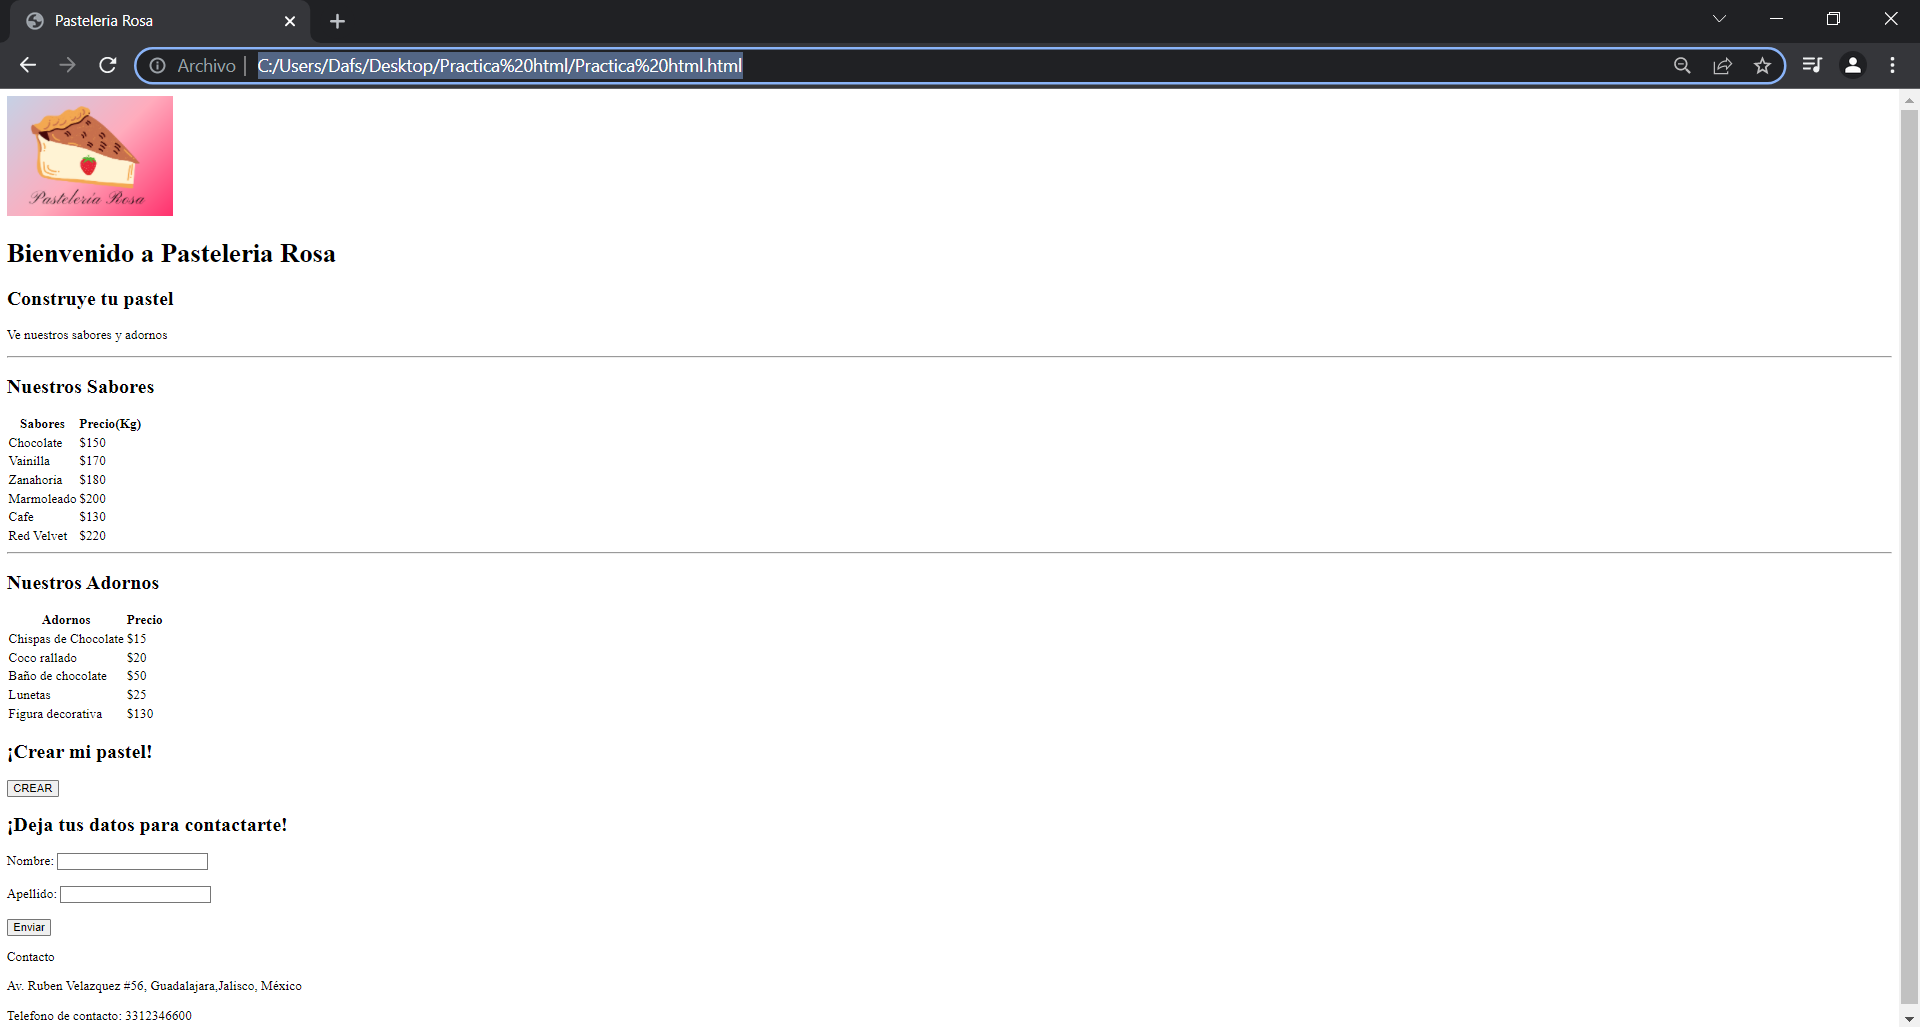 Pasteleria Rosa
Archivo | C:/Users/Dafs/Desktop/Practica%20html/Practica%20html.html
Pastelería Rosa
Bienvenido a Pasteleria Rosa
Construye tu pastel
Ve nuestros sabores y adornos
Nuestros Sabores
Sabores Precio(Kg)
Chocolate $150
Vainilla $170
Zanahoria $180
Marmoleado $200
Cafe $130
Red Velvet $220
Nuestros Adornos
Adornos Precio
Chispas de Chocolate $15
Coco rallado $20
Baño de chocolate $50
Lunetas $25
Figura decorativa $130
¡Crear mi pastel!
CREAR
¡Deja tus datos para contactarte!
Nombre:
Apellido:
Enviar
Contacto
Av. Ruben Velazquez #56, Guadalajara,Jalisco, México
Telefono de contacto: 3312346600